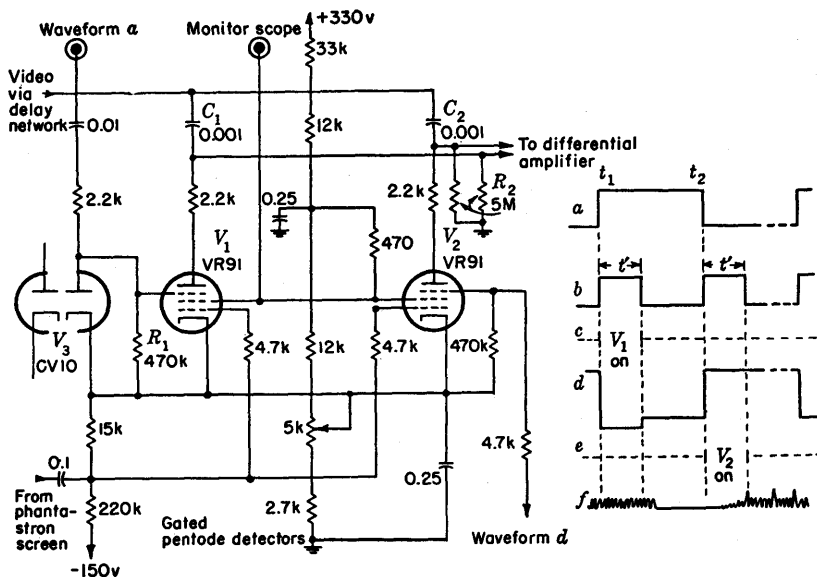 Waveform a
Monitor scope
+330v
33k
Video
via
delay
network
0.01
C₁
0.001
12k
C₂
0.001
To differential
amplifier
2.2k
2.2k
0.25
2.2k
R₂
5M
V₁
VR91
470
V₂
VR91
V₃
CV10
R₁
470k
4.7k
12k
4.7k
470k
15k
5k
4.7k
0.1
0.25
From
phanta-
stron
screen
220k
2.7k
Gated
pentode detectors
Waveform d
-150v
t₁
t₂
a
t'
t'
b
c
V₁
on
d
e
V₂
on
f